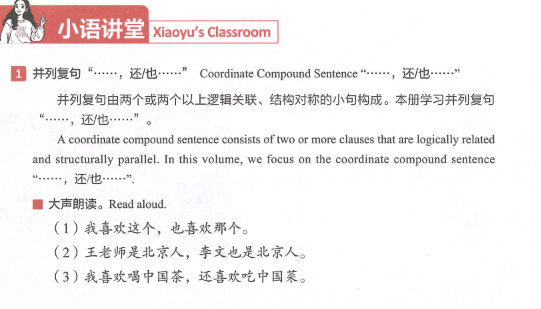 小语讲堂 Xiaoyu's Classroom
1 并列复句“……，还/也……” Coordinate Compound Sentence “……，还/也……”
并列复句由两个或两个以上逻辑关联、结构对称的小句构成。本册学习并列复句
“……，还/也……”。
A coordinate compound sentence consists of two or more clauses that are logically related
and structurally parallel. In this volume, we focus on the coordinate compound sentence
“……，还/也……”.
大声朗读。Read aloud.
（1）我喜欢这个，也喜欢那个。
（2）王老师是北京人，李文也是北京人。
（3）我喜欢喝中国茶，还喜欢吃中国菜。